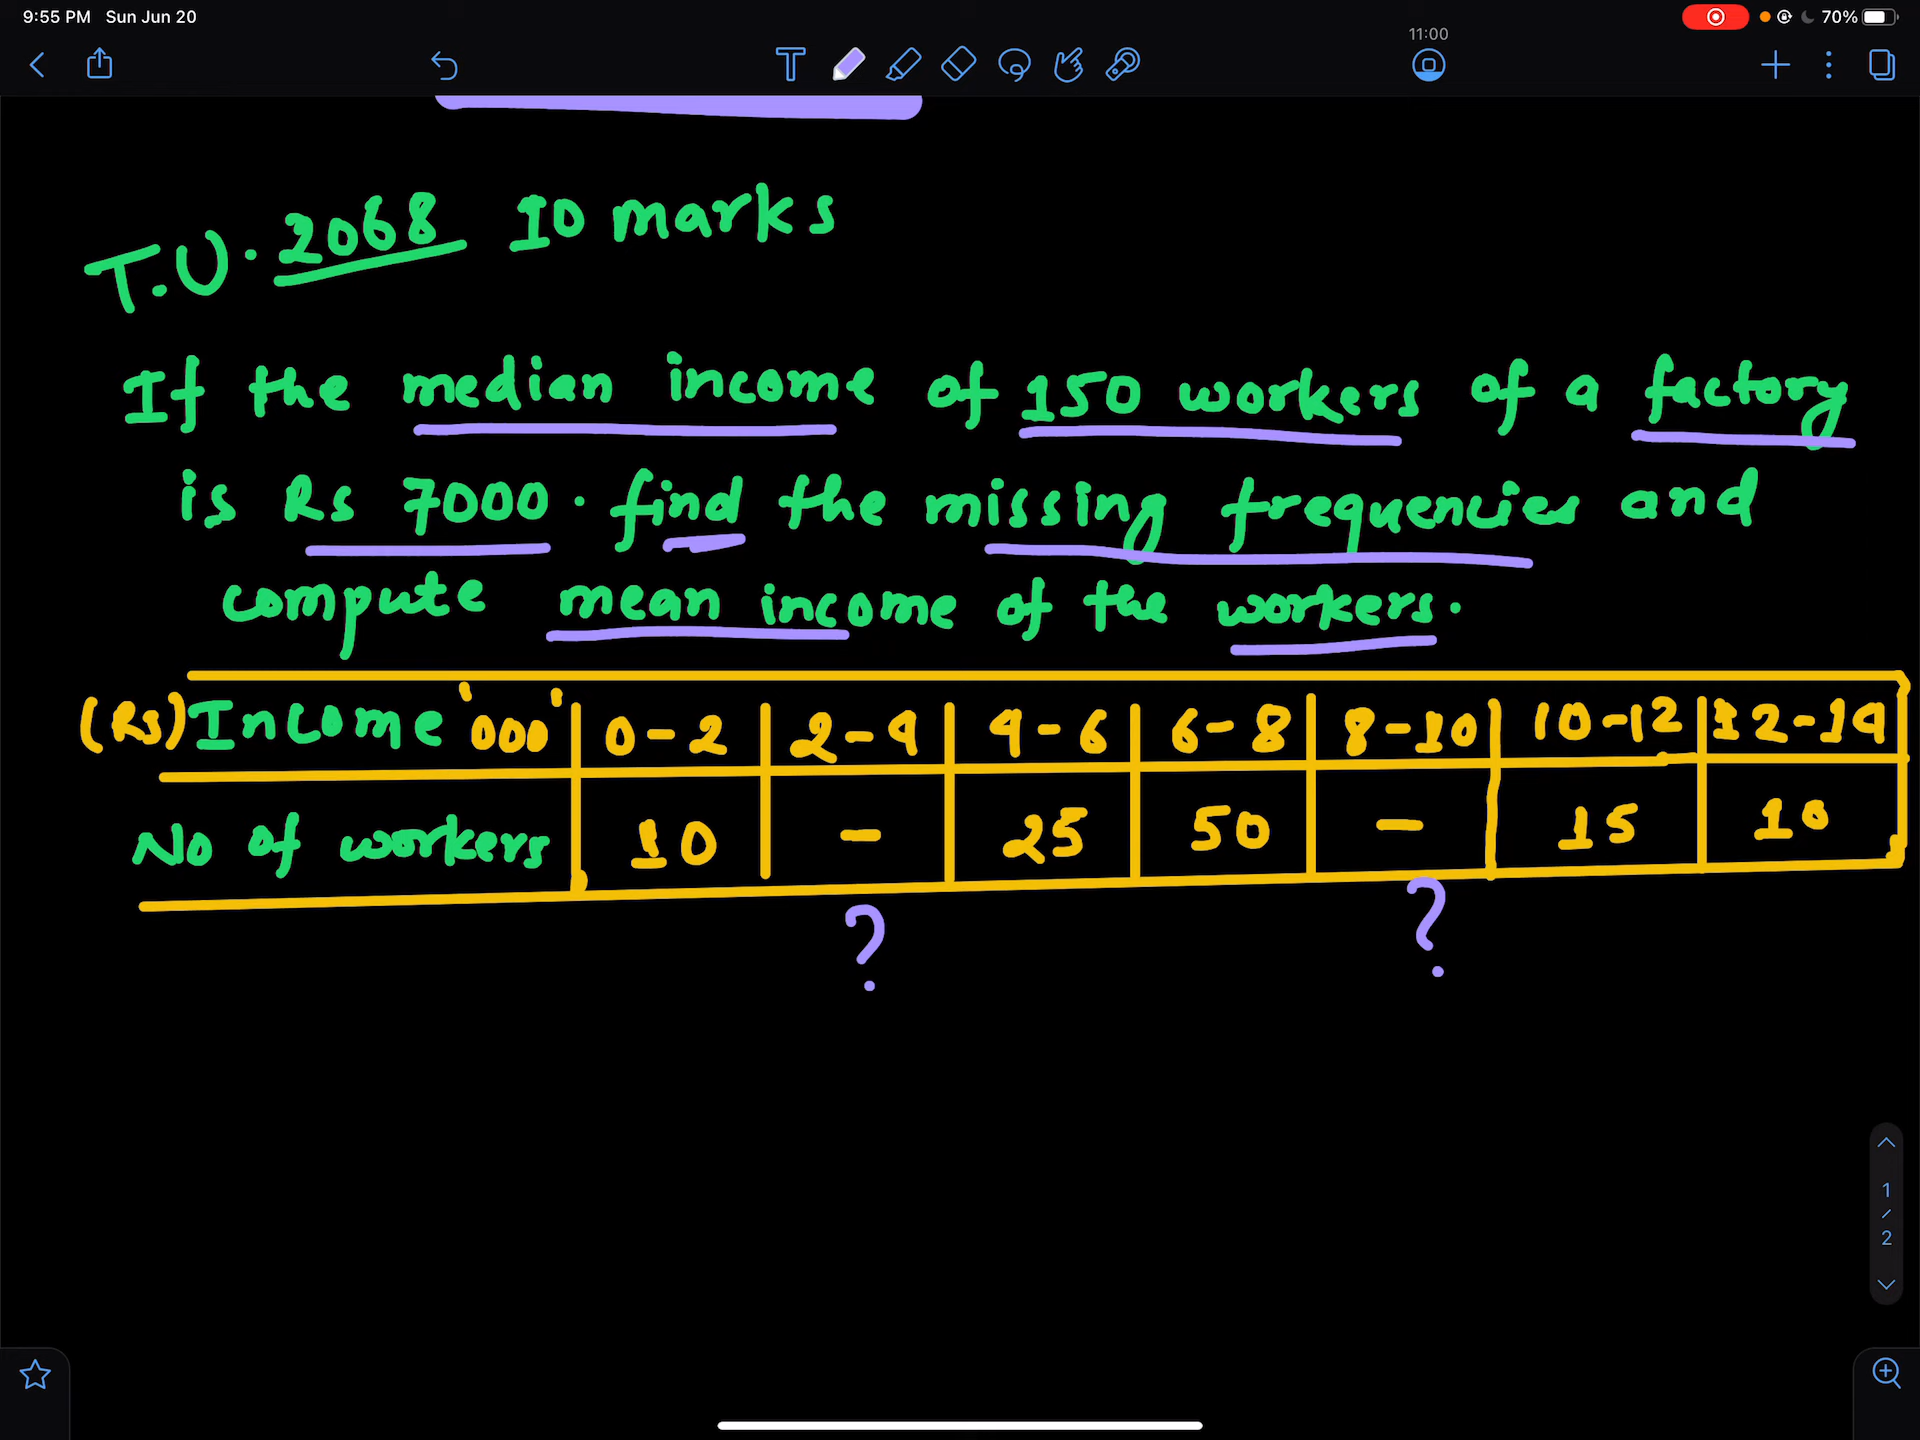 9:55 PM Sun Jun 20
70%
11:00
T.U. 2068 10 marks
If the median income of 150 workers of a factory
is Rs 7000. find the missing frequencies and
compute mean income of the workers.
(Rs) Income '000' 0-2 2-4 4-6 6-8 8-10 10-12 12-14
No of workers 10 - 25 50 - 15 10
? ?
1
/
2